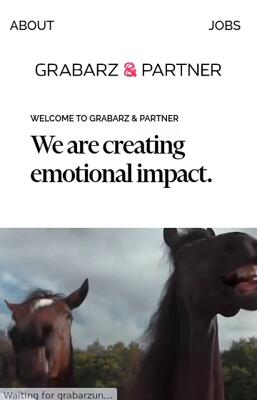 ABOUT JOBS
GRABARZ & PARTNER
WELCOME TO GRABARZ & PARTNER
We are creating
emotional impact.
Waiting for grabarzun...